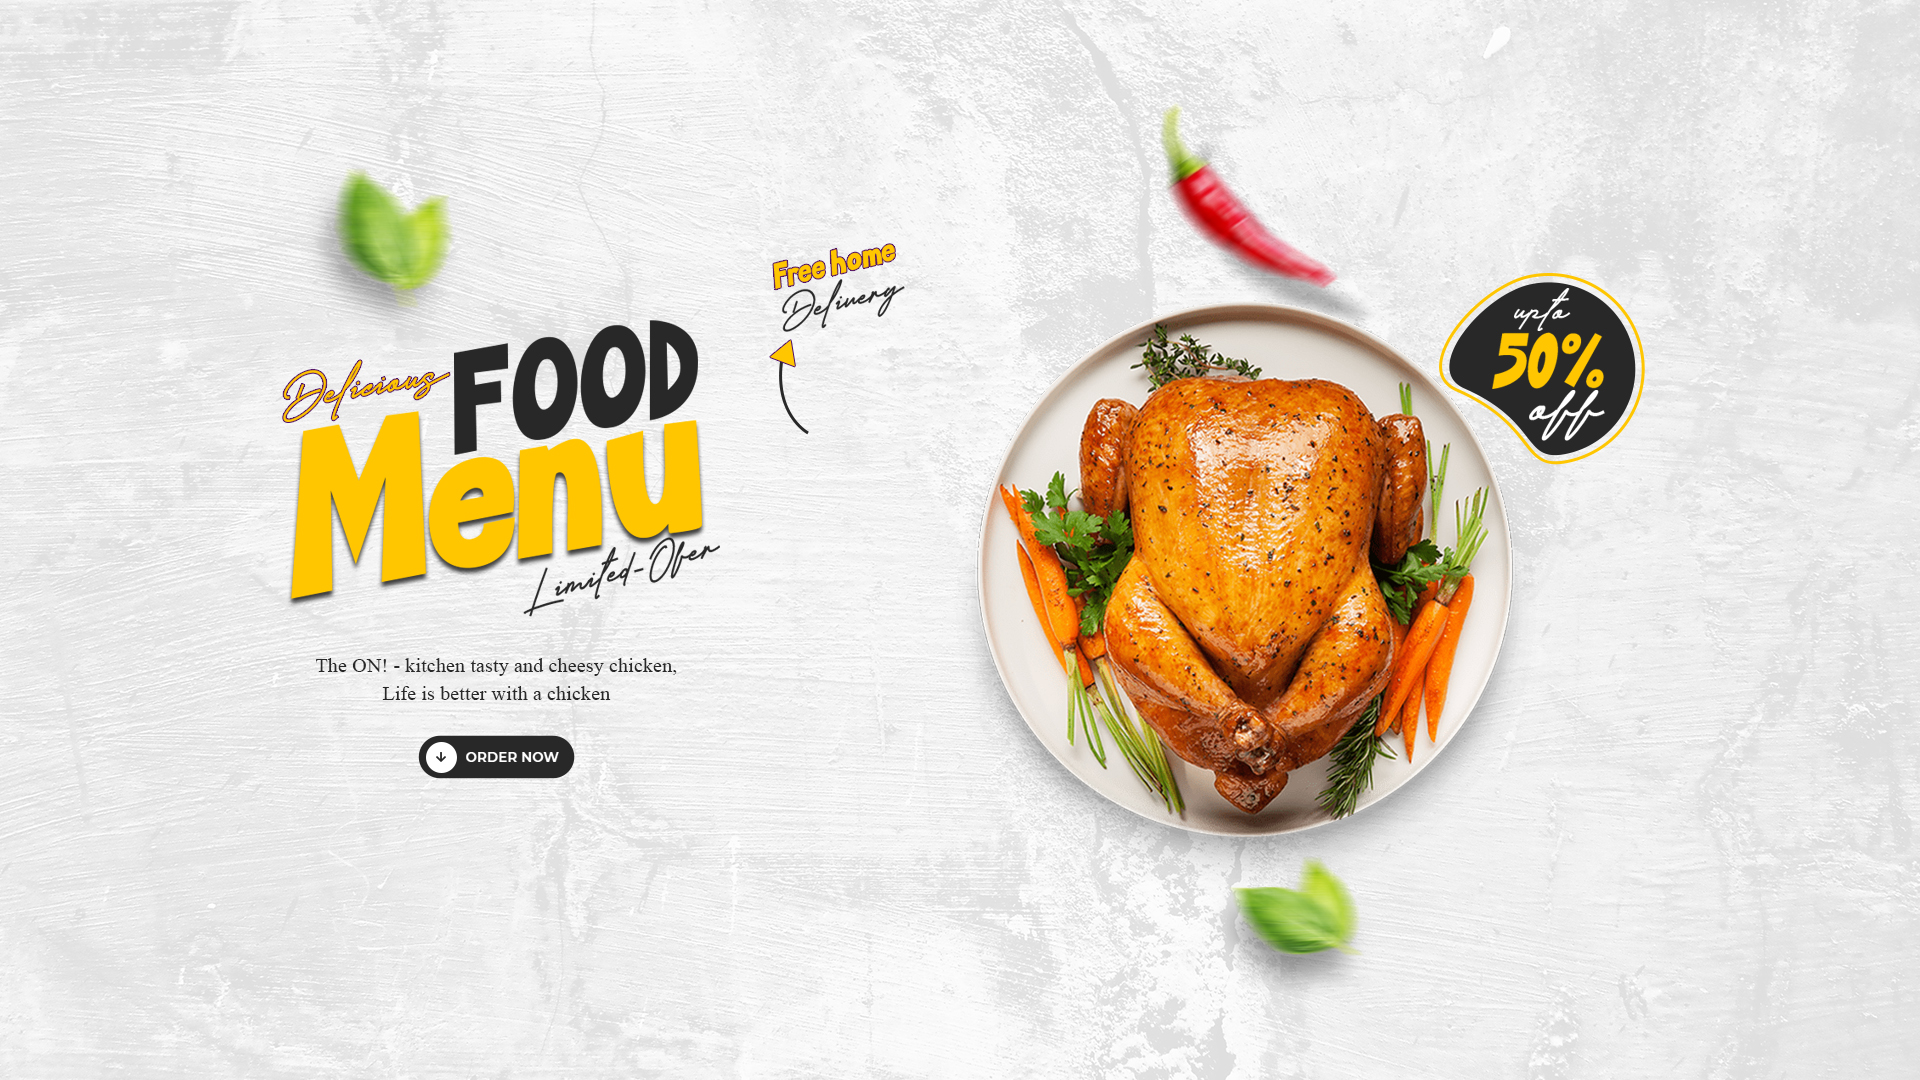 Free home
Delivery
Delicious FOOD
Menu
Limited-Ofer
The ON! - kitchen tasty and cheesy chicken,
Life is better with a chicken
ORDER NOW
upto
50%
off